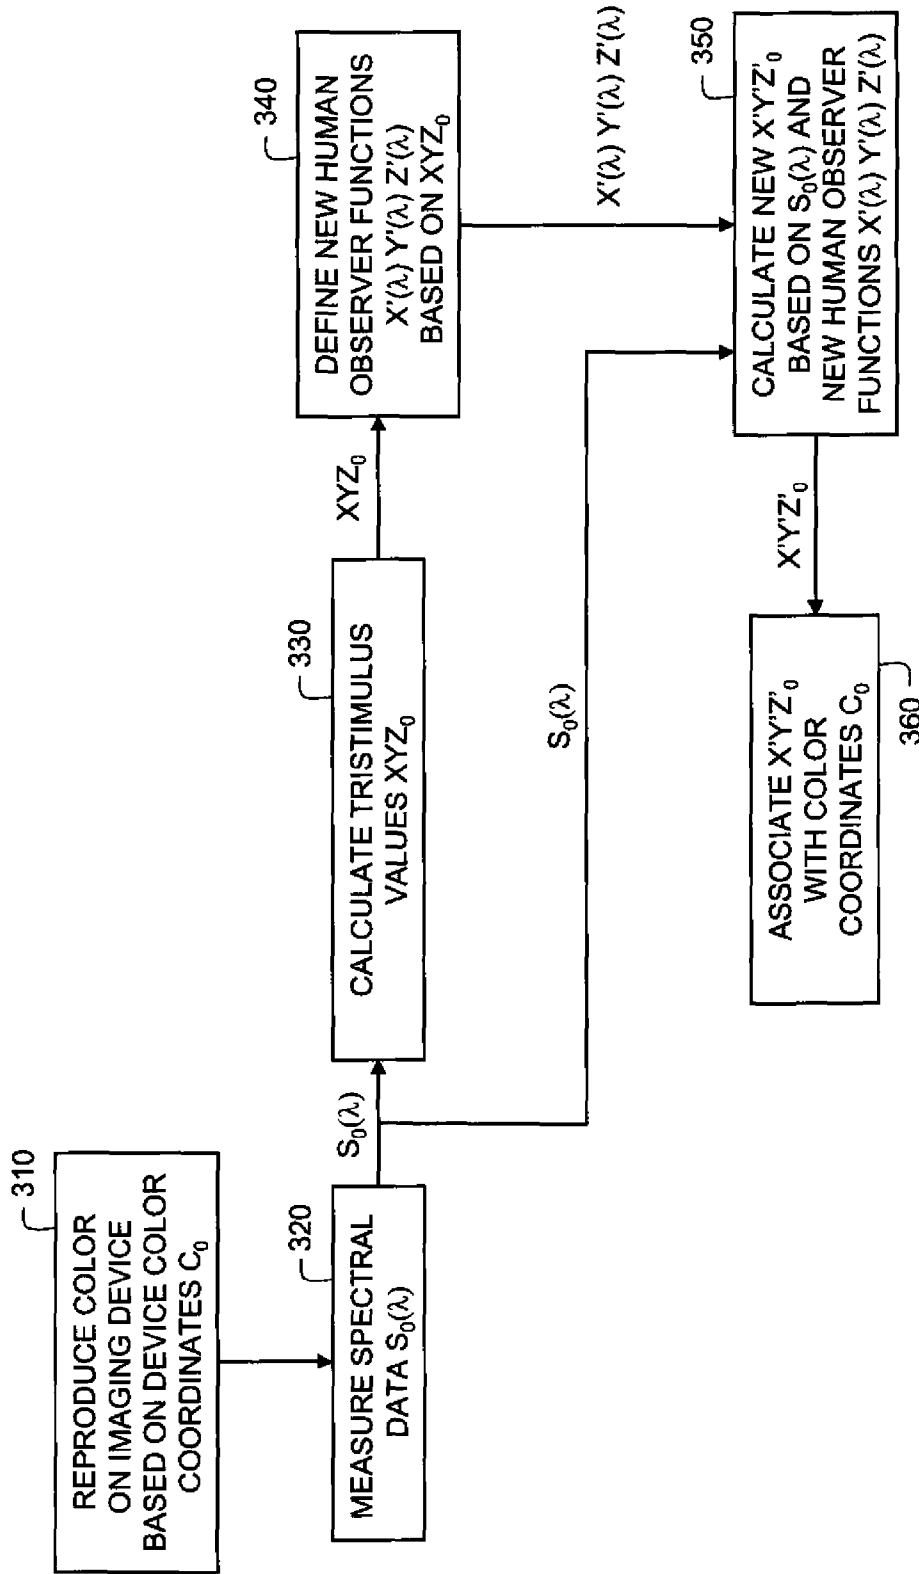 310
REPRODUCE COLOR
ON IMAGING DEVICE
BASED ON DEVICE COLOR
COORDINATES C₀
320
MEASURE SPECTRAL
DATA S₀(λ)
S₀(λ)
330
CALCULATE TRISTIMULUS
VALUES XYZ₀
XYZ₀
340
DEFINE NEW HUMAN
OBSERVER FUNCTIONS
X'(λ) Y'(λ) Z'(λ)
BASED ON XYZ₀
X'(λ) Y'(λ) Z'(λ)
S₀(λ)
350
CALCULATE NEW X'Y'Z'₀
BASED ON S₀(λ) AND
NEW HUMAN OBSERVER
FUNCTIONS X'(λ) Y'(λ) Z'(λ)
X'Y'Z'₀
ASSOCIATE X'Y'Z'₀
WITH COLOR
COORDINATES C₀
360